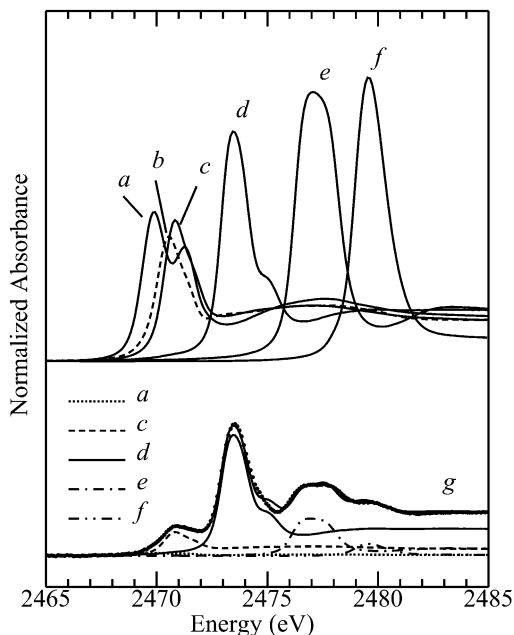 f
e
d
b
c
a
Normalized Absorbance
a
c
d
e
f
g
2465 2470 2475 2480 2485
Energy (eV)